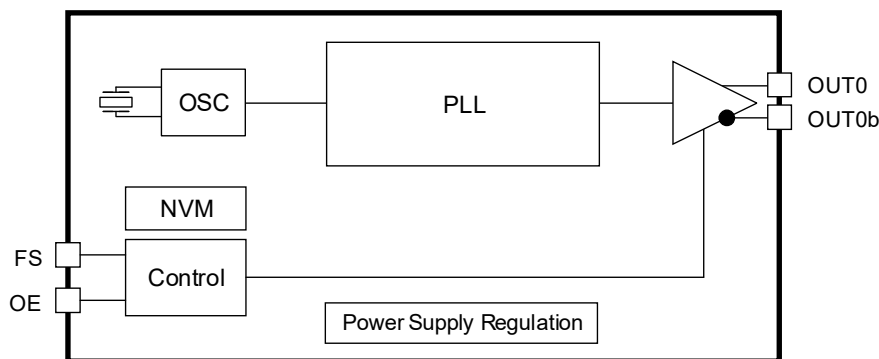 OSC
PLL
OUT0
OUT0b
NVM
FS
Control
OE
Power Supply Regulation